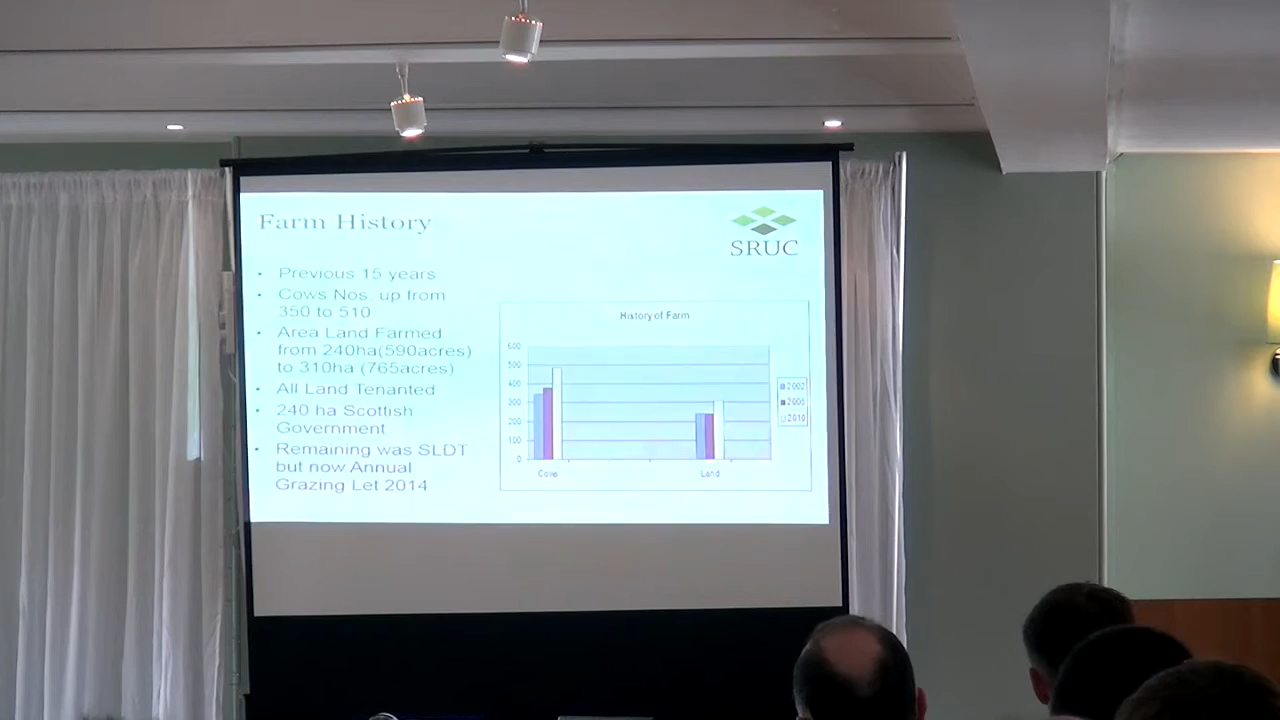 Farm History
SRUC
• Previous 15 years
• Cows Nos. up from
350 to 510
• Area Land Farmed
from 240ha(590acres)
to 310ha (765acres)
• All Land Tenanted
• 240 ha Scottish
Government
• Remaining was SLDT
but now Annual
Grazing Let 2014
History of Farm
600
500
400
300
200
100
0
Cows
Land
2002
2005
2010